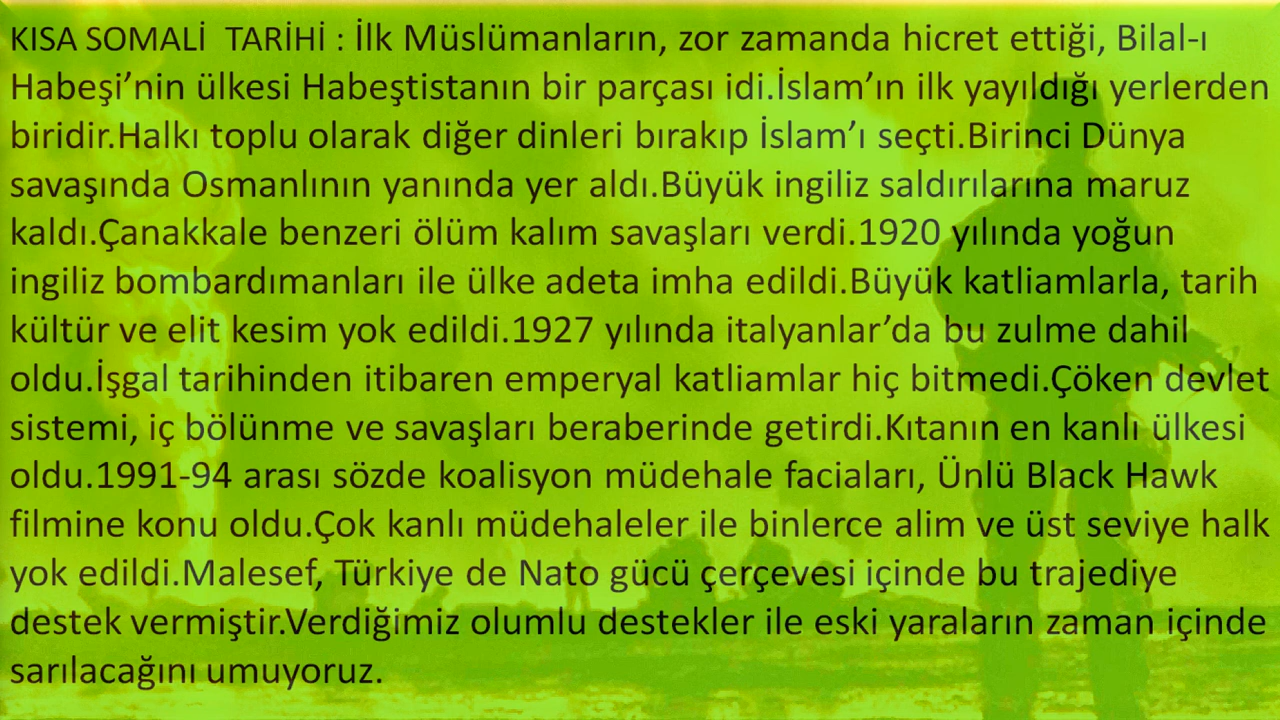 KISA SOMALİ  TARİHİ : İlk Müslümanların, zor zamanda hicret ettiği, Bilal-ı
Habeşi’nin ülkesi Habeştistanın bir parçası idi.İslam’ın ilk yayıldığı yerlerden
biridir.Halkı toplu olarak diğer dinleri bırakıp İslam’ı seçti.Birinci Dünya
savaşında Osmanlının yanında yer aldı.Büyük ingiliz saldırılarına maruz
kaldı.Çanakkale benzeri ölüm kalım savaşları verdi.1920 yılında yoğun
ingiliz bombardımanları ile ülke adeta imha edildi.Büyük katliamlarla, tarih
kültür ve elit kesim yok edildi.1927 yılında italyanlar’da bu zulme dahil
oldu.İşgal tarihinden itibaren emperyal katliamlar hiç bitmedi.Çöken devlet
sistemi, iç bölünme ve savaşları beraberinde getirdi.Kıtanın en kanlı ülkesi
oldu.1991-94 arası sözde koalisyon müdehale faciaları, Ünlü Black Hawk
filmine konu oldu.Çok kanlı müdehaleler ile binlerce alim ve üst seviye halk
yok edildi.Malesef, Türkiye de Nato gücü çerçevesi içinde bu trajediye
destek vermiştir.Verdiğimiz olumlu destekler ile eski yaraların zaman içinde
sarılacağını umuyoruz.